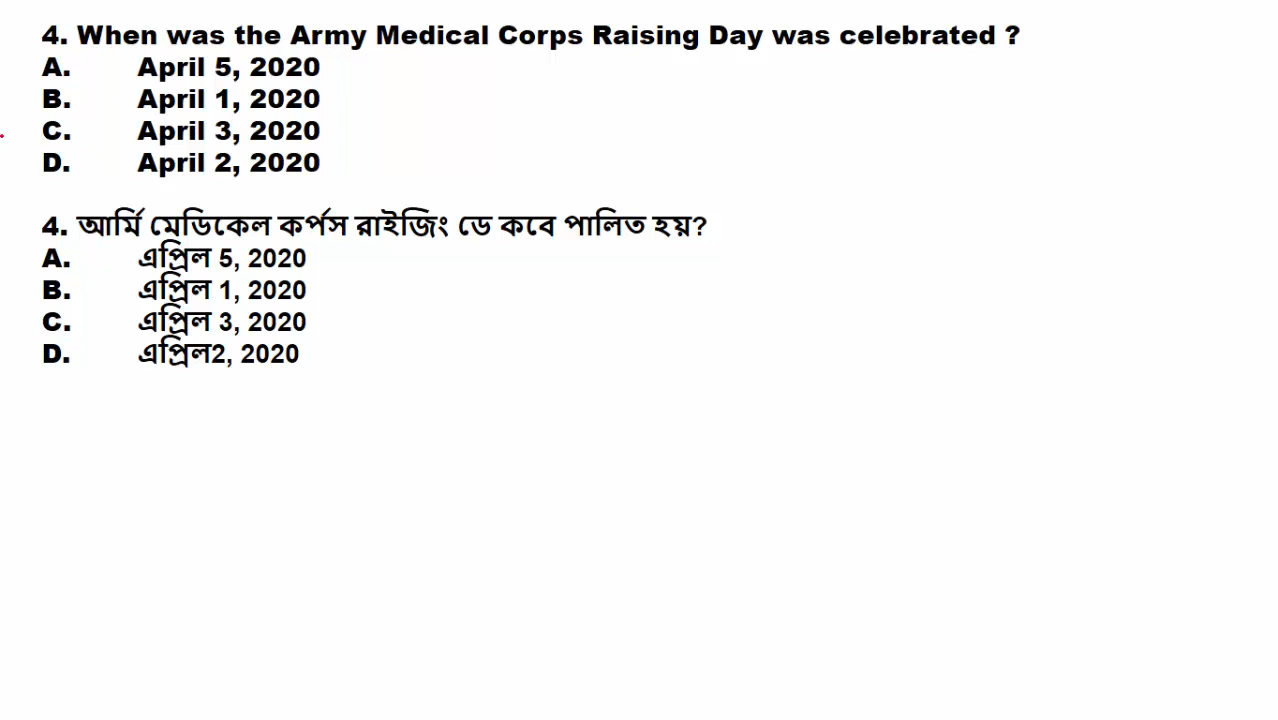 4. When was the Army Medical Corps Raising Day was celebrated ?
A. April 5, 2020
B. April 1, 2020
C. April 3, 2020
D. April 2, 2020
4. আর্মি মেডিকেল কর্পস রাইজিং ডে কবে পালিত হয়?
A. এপ্রিল 5, 2020
B. এপ্রিল 1, 2020
C. এপ্রিল 3, 2020
D. এপ্রিল2, 2020